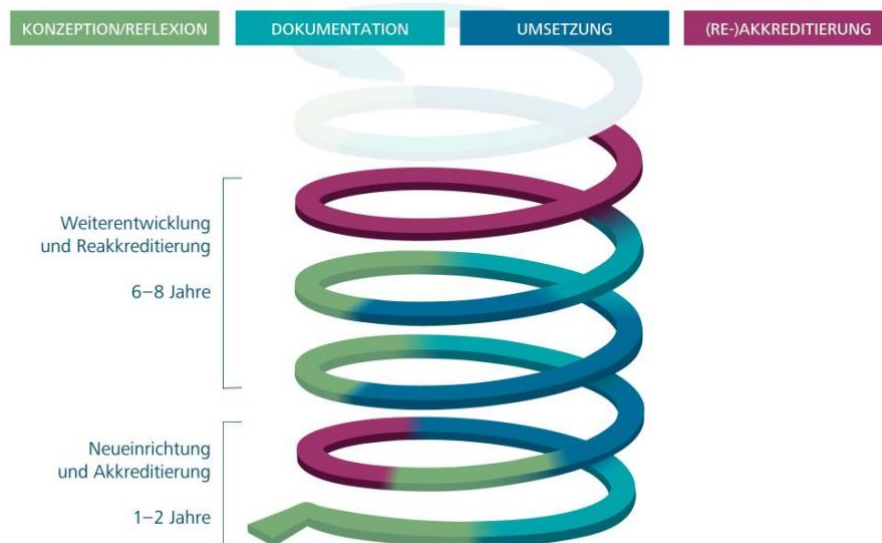 KONZEPTION/REFLEXION
DOKUMENTATION
UMSETZUNG
(RE-)AKKREDITIERUNG
Weiterentwicklung
und Reakkreditierung
6–8 Jahre
Neueinrichtung
und Akkreditierung
1–2 Jahre